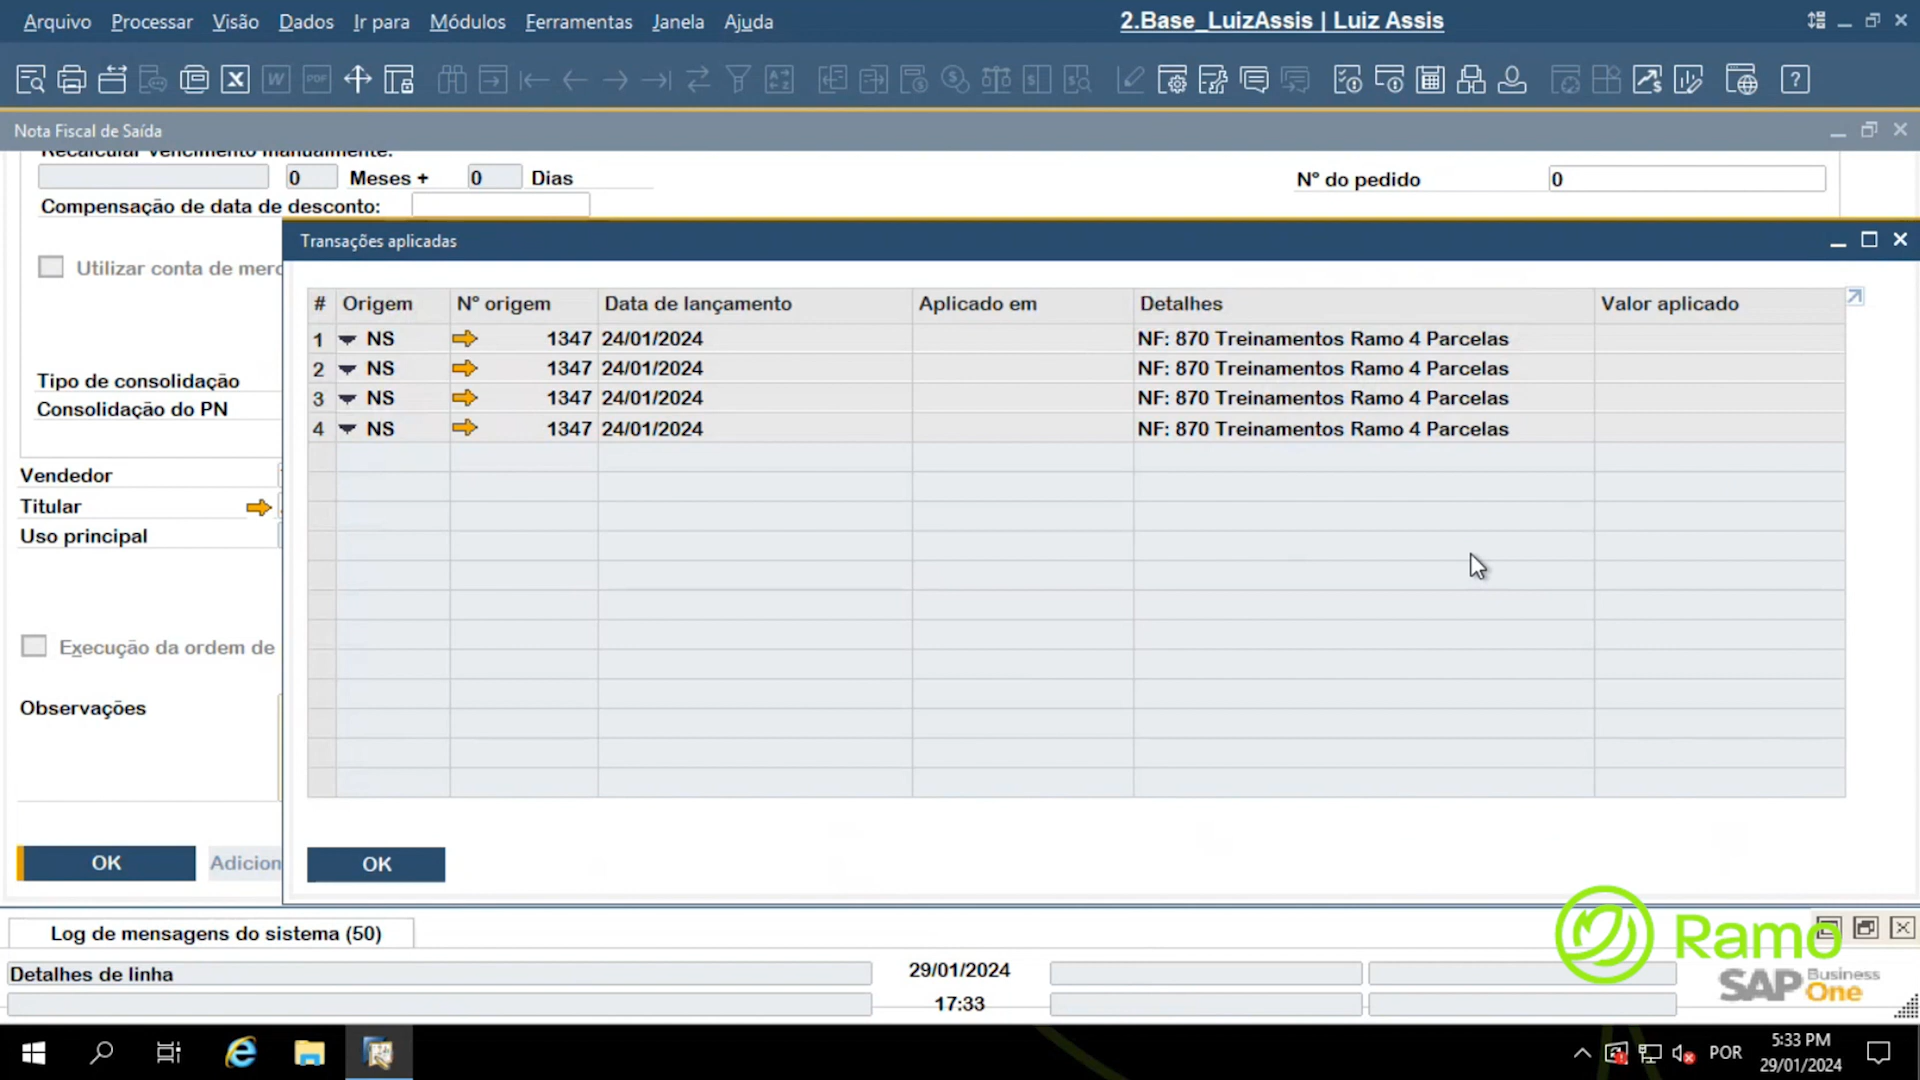 Arquivo Processar Visão Dados Ir para Módulos Ferramentas Janela Ajuda 2.Base_LuizAssis | Luiz Assis
Nota Fiscal de Saída
Recalcular vencimento manualmente:
0 Meses + 0 Dias Nº do pedido 0
Compensação de data de desconto:
Transações aplicadas
Utilizar conta de merc
# Origem Nº origem Data de lançamento Aplicado em Detalhes Valor aplicado
1 NS 1347 24/01/2024 NF: 870 Treinamentos Ramo 4 Parcelas
2 NS 1347 24/01/2024 NF: 870 Treinamentos Ramo 4 Parcelas
3 NS 1347 24/01/2024 NF: 870 Treinamentos Ramo 4 Parcelas
4 NS 1347 24/01/2024 NF: 870 Treinamentos Ramo 4 Parcelas
Tipo de consolidação
Consolidação do PN
Vendedor
Titular
Uso principal
Execução da ordem de
Observações
OK Adicion OK
Log de mensagens do sistema (50)
Ramo
Detalhes de linha 29/01/2024
SAP Business One
17:33
POR 5:33 PM
29/01/2024